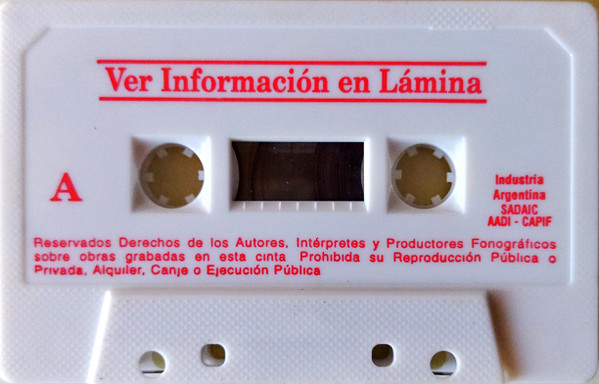 Ver Información en Lámina
A
Industria
Argentina
SADAIC
AADI - CAPIF
Reservados Derechos de los Autores, Intérpretes y Productores Fonográficos
sobre obras grabadas en esta cinta Prohibida su Reproducción Pública o
Privada, Alquiler, Canje o Ejecución Pública